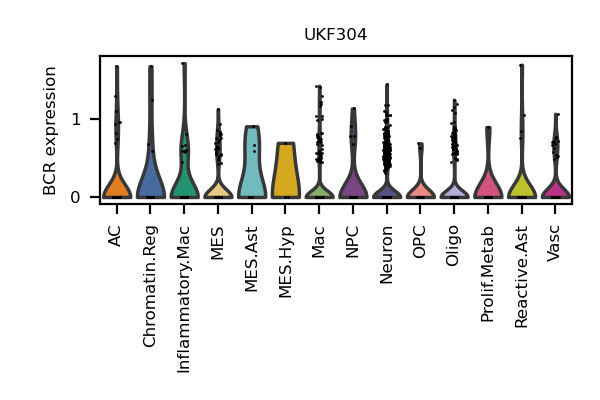 UKF304
BCR expression
1
0
AC
Chromatin.Reg
Inflammatory.Mac
MES
MES.Ast
MES.Hyp
Mac
NPC
Neuron
OPC
Oligo
Prolif.Metab
Reactive.Ast
Vasc